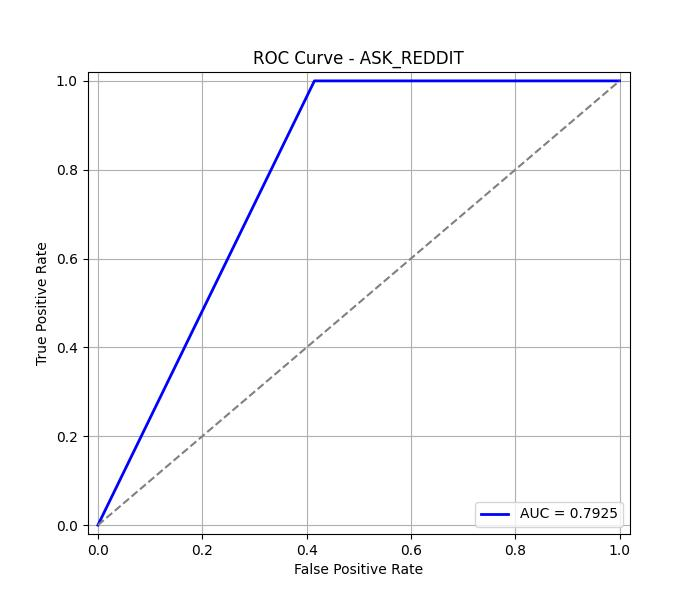 ROC Curve - ASK_REDDIT
1.0
0.8
0.6
0.4
0.2
0.0
True Positive Rate
AUC = 0.7925
0.0 0.2 0.4 0.6 0.8 1.0
False Positive Rate